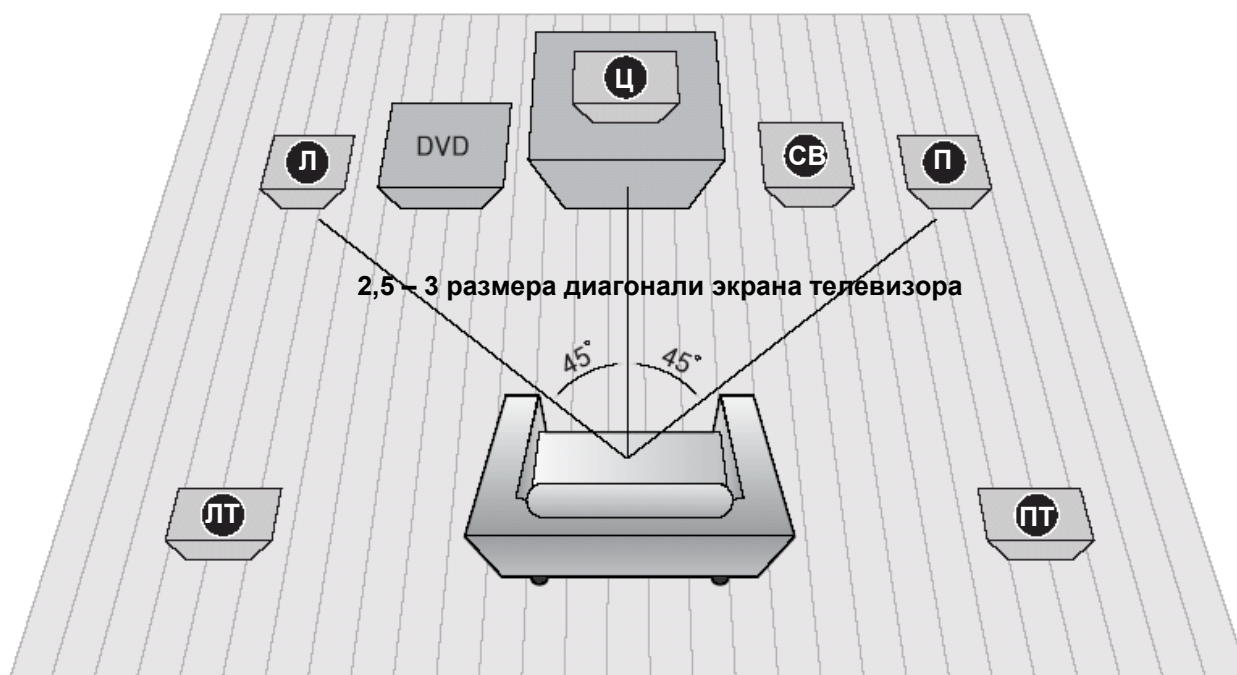 Ц
Л
DVD
СВ
П
2,5 – 3 размера диагонали экрана телевизора
45° 45°
ЛТ
ПТ